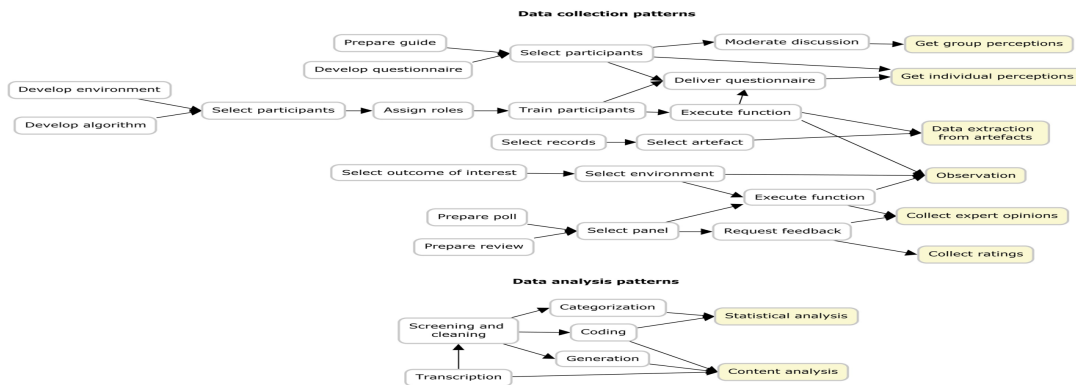 Data collection patterns
Prepare guide
Develop questionnaire
Select participants
Moderate discussion
Get group perceptions
Get individual perceptions
Deliver questionnaire
Develop environment
Develop algorithm
Select participants
Assign roles
Train participants
Execute function
Data extraction
from artefacts
Select records
Select artefact
Select outcome of interest
Select environment
Observation
Execute function
Prepare poll
Prepare review
Select panel
Request feedback
Collect expert opinions
Collect ratings
Data analysis patterns
Screening and
cleaning
Transcription
Categorization
Coding
Generation
Statistical analysis
Content analysis